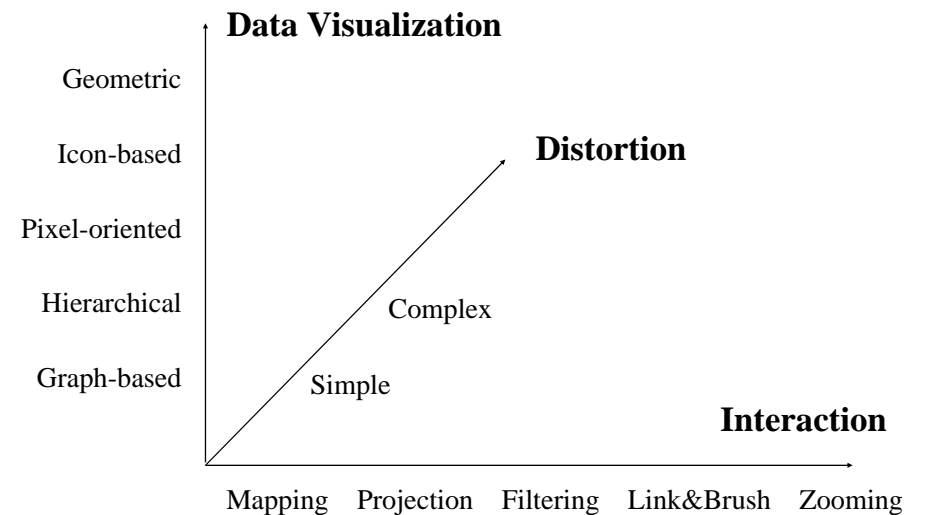 Data Visualization
Geometric
Icon-based
Distortion
Pixel-oriented
Hierarchical
Complex
Graph-based
Simple
Interaction
Mapping Projection Filtering Link&Brush Zooming